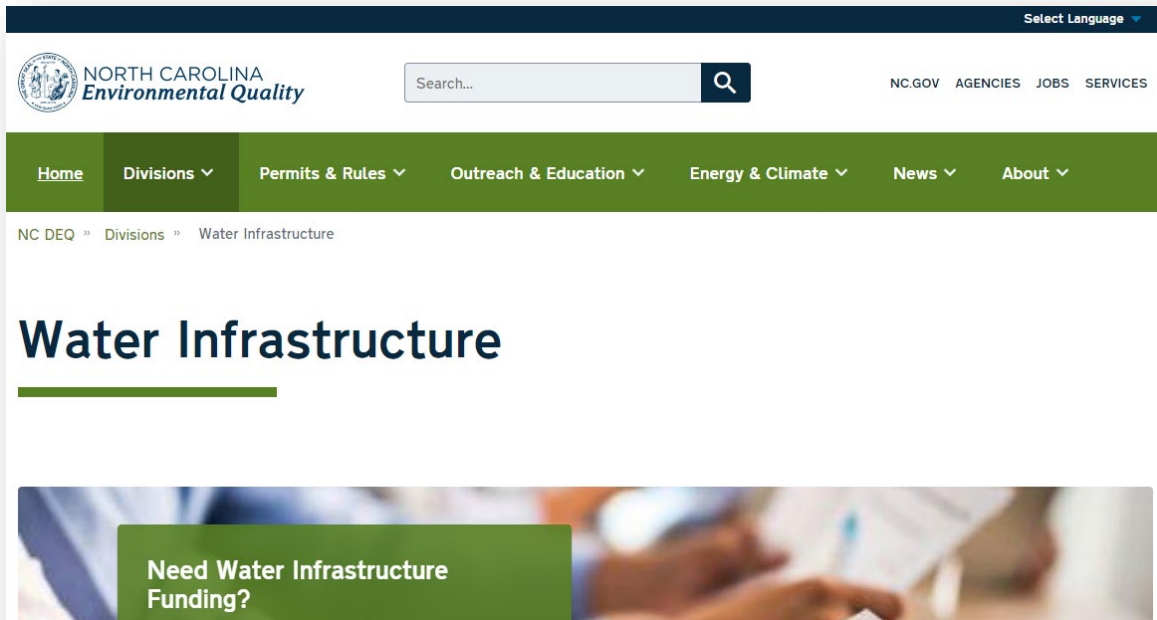 Select Language
NORTH CAROLINA
Environmental Quality
Search...
NC.GOV AGENCIES JOBS SERVICES
Home Divisions Permits & Rules Outreach & Education Energy & Climate News About
NC DEQ » Divisions » Water Infrastructure
Water Infrastructure
Need Water Infrastructure
Funding?